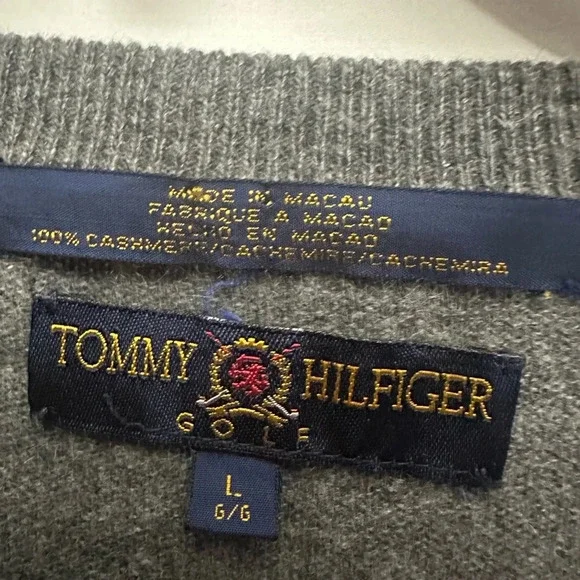 MADE IN MACAU
FABRIQUE A MACAO
HECHO EN MACAO
100% CASHMERE/CACHEMIRE/CACHEMIRA
TOMMY HILFIGER
GOLF
L
G/G